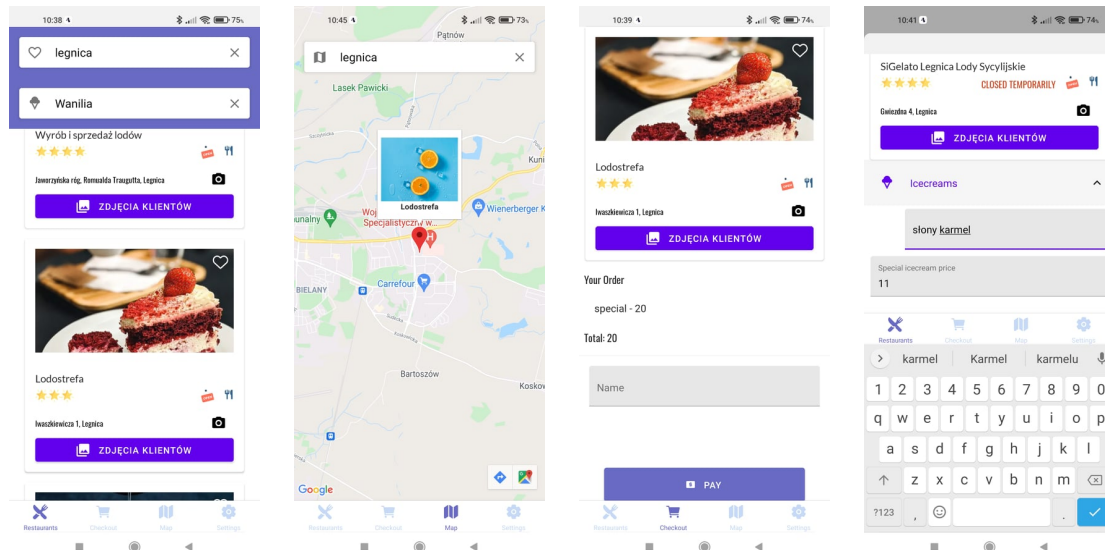 10:38
75%
legnica
Wanilia
Wyrób i sprzedaż lodów
Jaworzyńska róg, Romualda Traugutta, Legnica
ZDJĘCIA KLIENTÓW
Lodostrefa
Iwaszkiewicza 1, Legnica
ZDJĘCIA KLIENTÓW
Restaurants
Checkout
Map
Settings
10:45
73%
Pątnów
legnica
Lasek Pawicki
Lodostrefa
Kuni
Wienerberger K
unalny
Woj
Specjalistyczny w...
H
BIELANY
Carrefour
Bartoszów
Koskow
Google
Restaurants
Checkout
Map
Settings
10:39
74%
Lodostrefa
Iwaszkiewicza 1, Legnica
ZDJĘCIA KLIENTÓW
Your Order
special - 20
Total: 20
Name
PAY
Restaurants
Checkout
Map
Settings
10:41
74%
SiGelato Legnica Lody Sycylijskie
CLOSED TEMPORARILY
Gwiezdna 4, Legnica
ZDJĘCIA KLIENTÓW
Icecreams
słony karmel
Special icecream price
11
Restaurants
Checkout
Map
Settings
karmel Karmel karmelu
1 2 3 4 5 6 7 8 9 0
q w e r t y u i o p
a s d f g h j k l
z x c v b n m
?123 , .